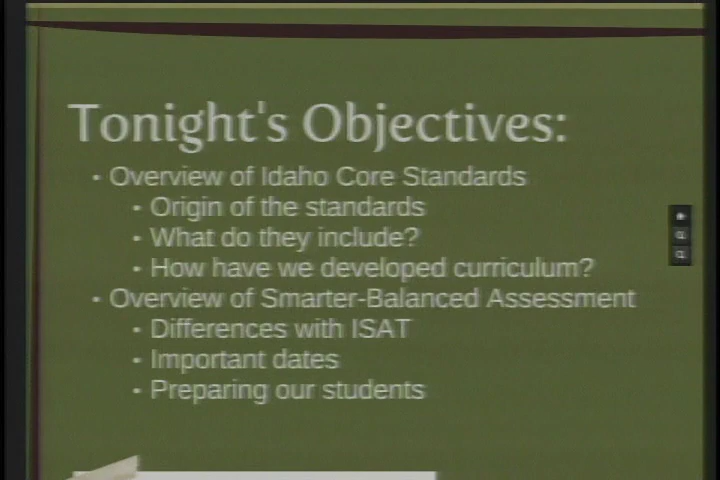 Tonight's Objectives:
• Overview of Idaho Core Standards
• Origin of the standards
• What do they include?
• How have we developed curriculum?
• Overview of Smarter-Balanced Assessment
• Differences with ISAT
• Important dates
• Preparing our students